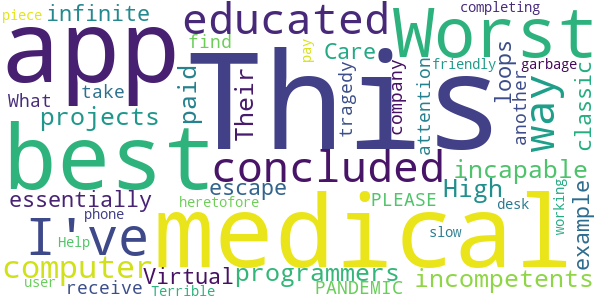 piece infinite educated completing
app find Worst
What take paid This Care pay friendly garbage
projects Their tragedy company attention loops another way classic
best concluded incapable
essentially escape High
I've phone heretofore PLEASE desk working example
medical slow
computer Help Virtual programmers PANDEMIC incompetents
user receive Terrible